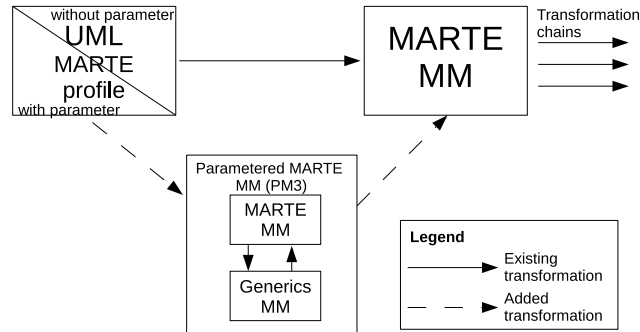 without parameter
UML
MARTE
profile
with parameter
MARTE
MM
Transformation
chains
Parametered MARTE
MM (PM3)
MARTE
MM
Generics
MM
Legend
Existing
transformation
Added
transformation